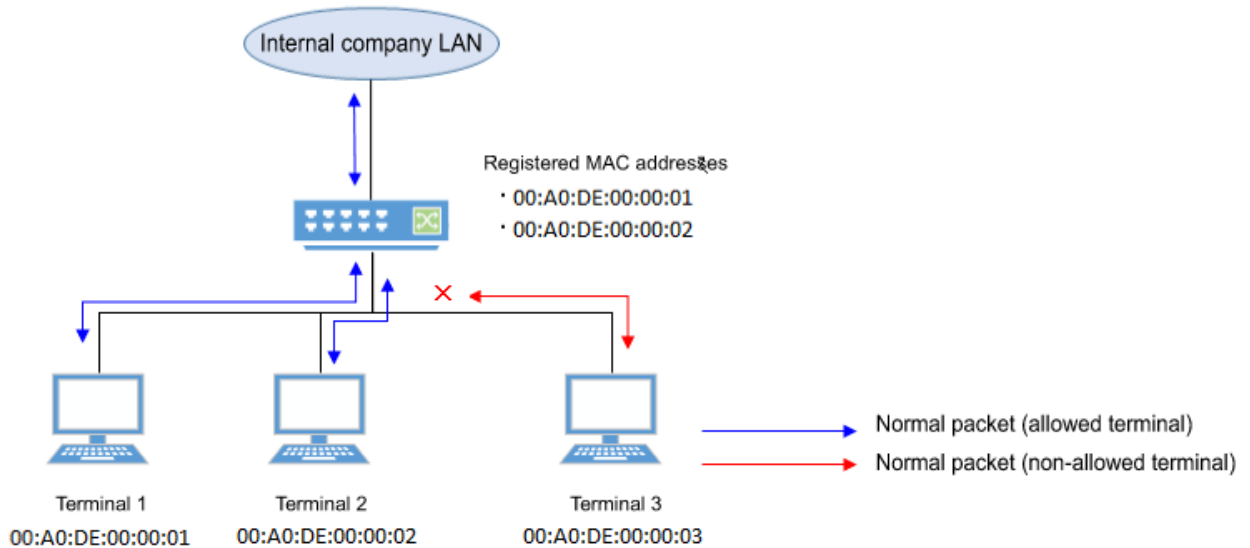 Internal company LAN
Registered MAC addresses
・00:A0:DE:00:00:01
・00:A0:DE:00:00:02
Normal packet (allowed terminal)
Normal packet (non-allowed terminal)
Terminal 1
Terminal 2
Terminal 3
00:A0:DE:00:00:01
00:A0:DE:00:00:02
00:A0:DE:00:00:03